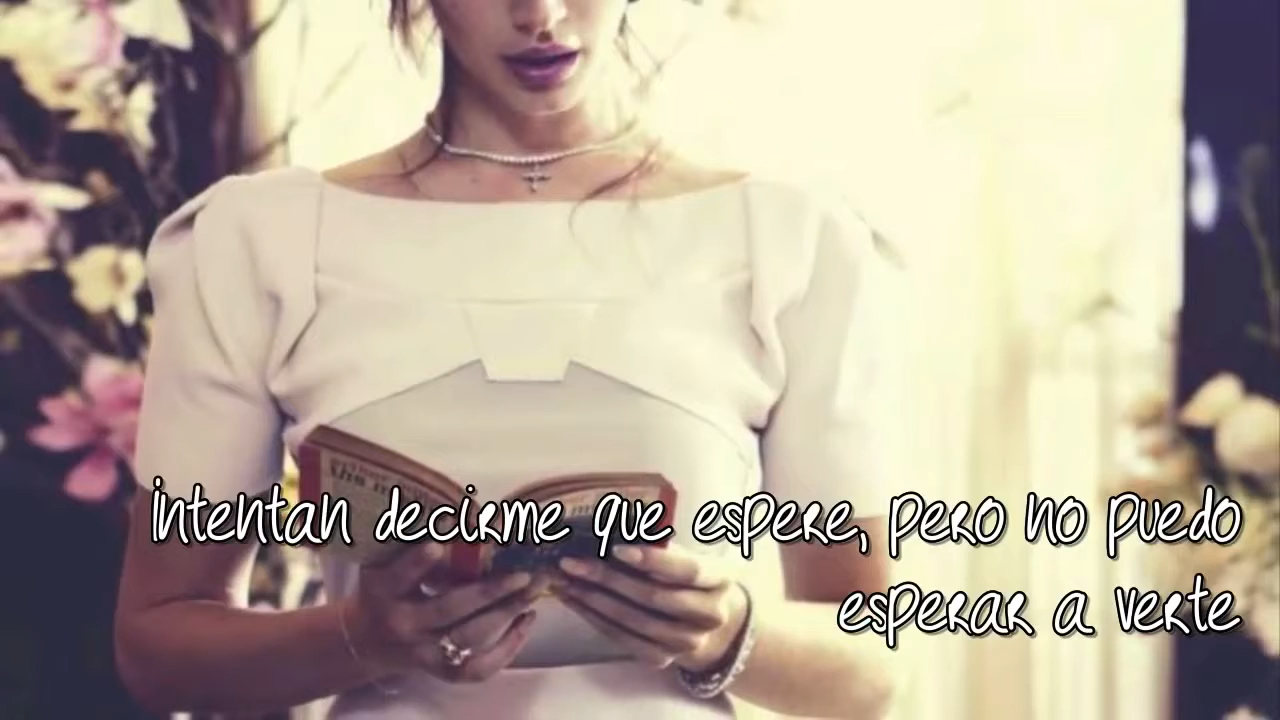 Intentan decirme que espere, pero no puedo
esperar a verte